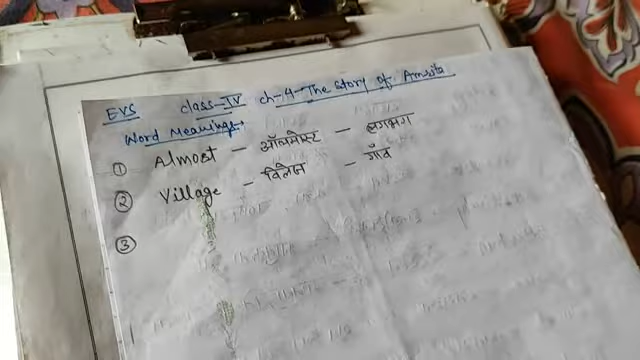 EVS class-IV ch-4-The story of Amrita
Word Meanings
① Almost - ऑलमोस्ट - लगभग
② Village - विलेज - गाँव
③